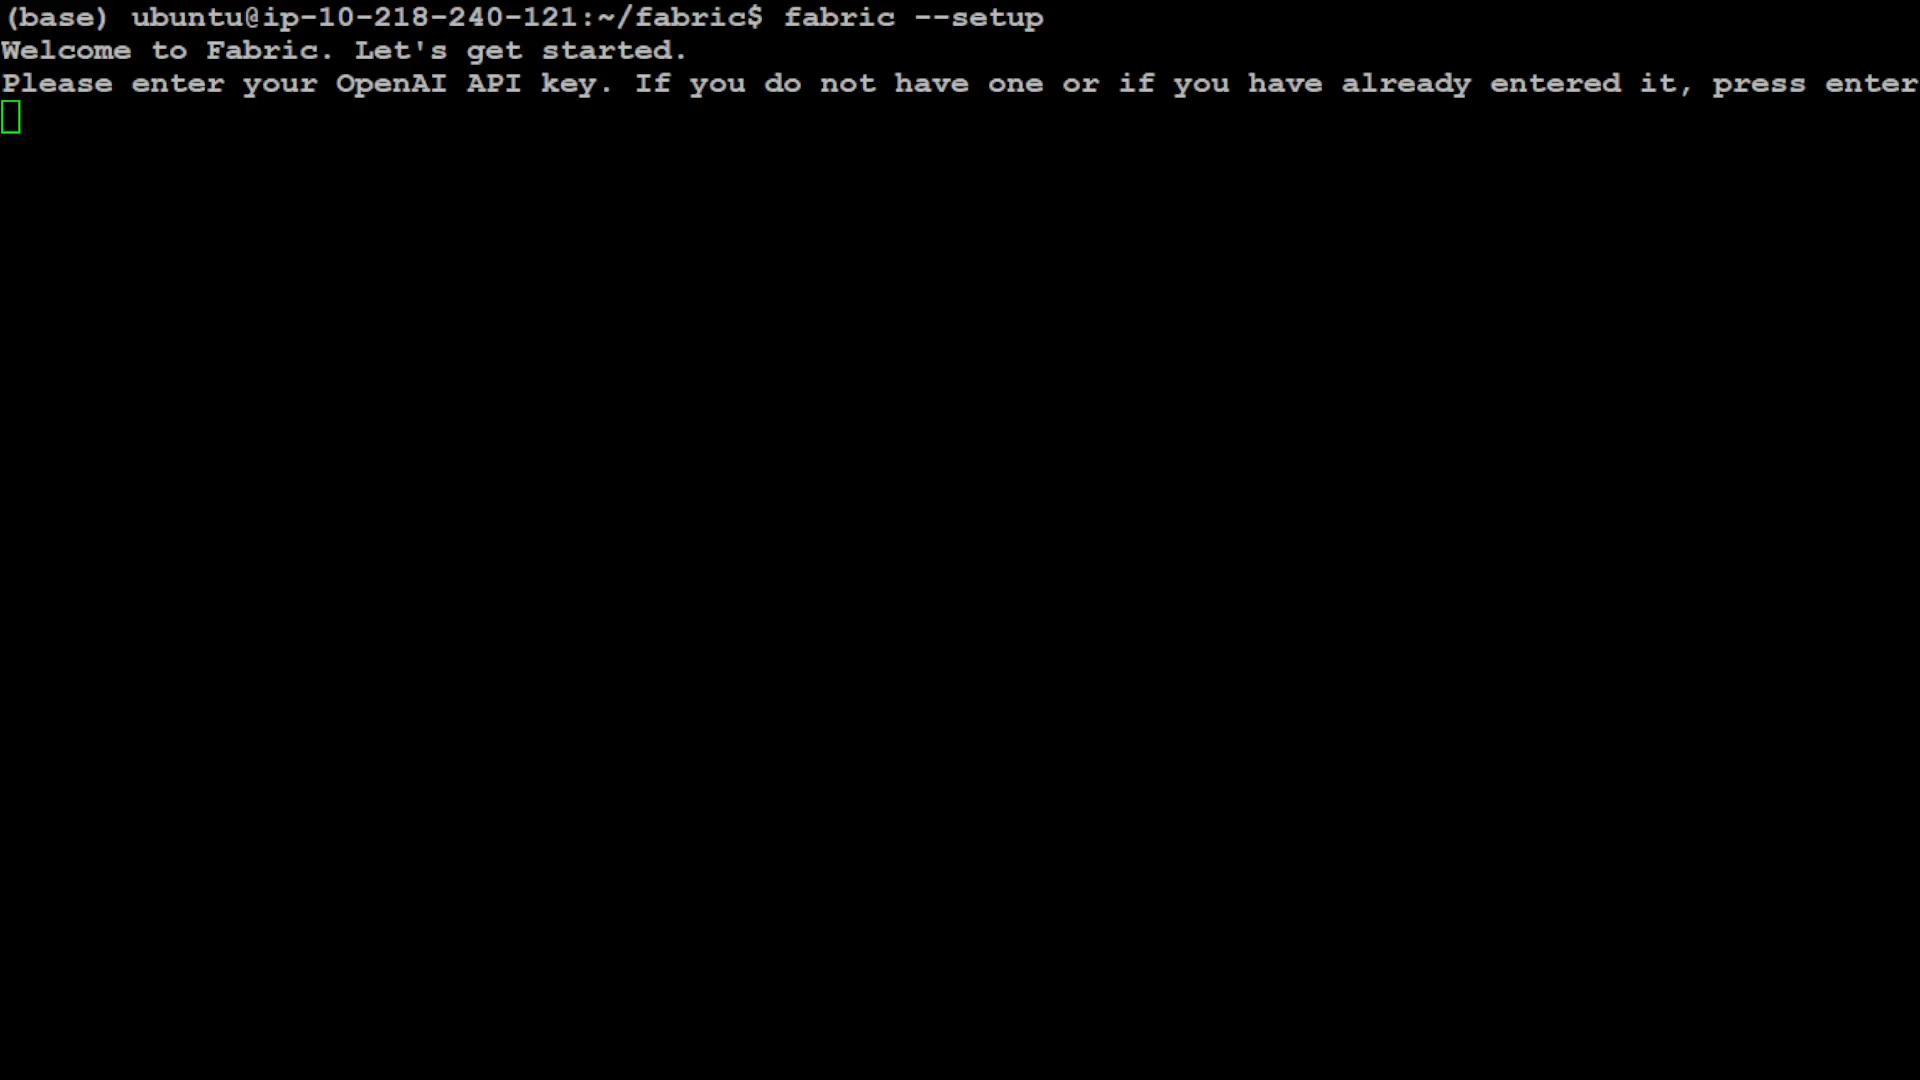 (base) ubuntu@ip-10-218-240-121:~/fabric$ fabric --setup
Welcome to Fabric. Let's get started.
Please enter your OpenAI API key. If you do not have one or if you have already entered it, press enter